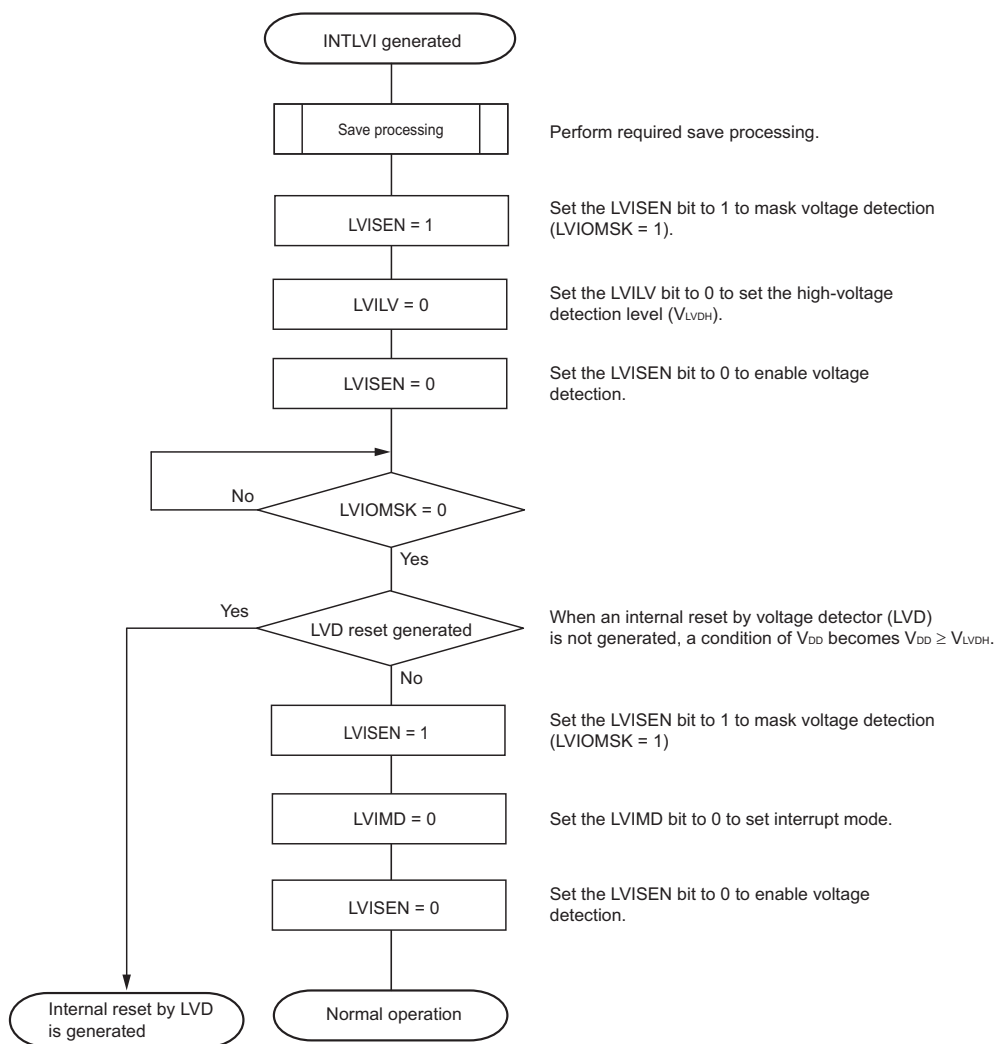 INTLVI generated
Save processing
Perform required save processing.
LVISEN = 1
Set the LVISEN bit to 1 to mask voltage detection
(LVIOMSK = 1).
LVILV = 0
Set the LVILV bit to 0 to set the high-voltage
detection level (VLVDH).
LVISEN = 0
Set the LVISEN bit to 0 to enable voltage
detection.
No
LVIOMSK = 0
Yes
Yes
LVD reset generated
When an internal reset by voltage detector (LVD)
is not generated, a condition of VDD becomes VDD ≥ VLVDH.
No
LVISEN = 1
Set the LVISEN bit to 1 to mask voltage detection
(LVIOMSK = 1)
LVIMD = 0
Set the LVIMD bit to 0 to set interrupt mode.
LVISEN = 0
Set the LVISEN bit to 0 to enable voltage
detection.
Internal reset by LVD
is generated
Normal operation